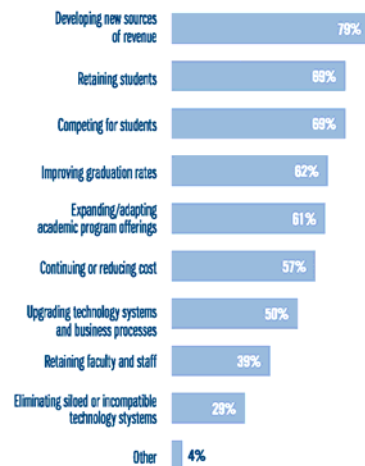 Developing new sources
of revenue
79%
Retaining students
69%
Competing for students
69%
Improving graduation rates
62%
Expanding/adapting
academic program offerings
61%
Continuing or reducing cost
57%
Upgrading technology systems
and business processes
50%
Retaining faculty and staff
39%
Eliminating siloed or incompatible
technology stystems
29%
Other
4%